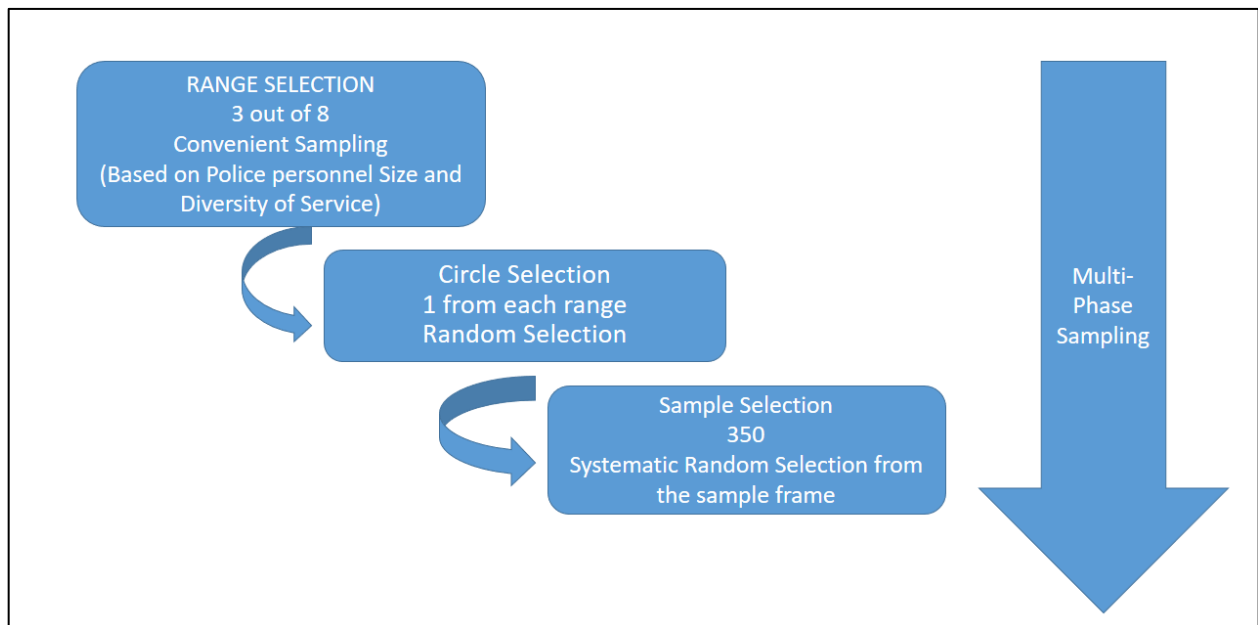 RANGE SELECTION
3 out of 8
Convenient Sampling
(Based on Police personnel Size and
Diversity of Service)
Circle Selection
1 from each range
Random Selection
Sample Selection
350
Systematic Random Selection from
the sample frame
Multi-
Phase
Sampling